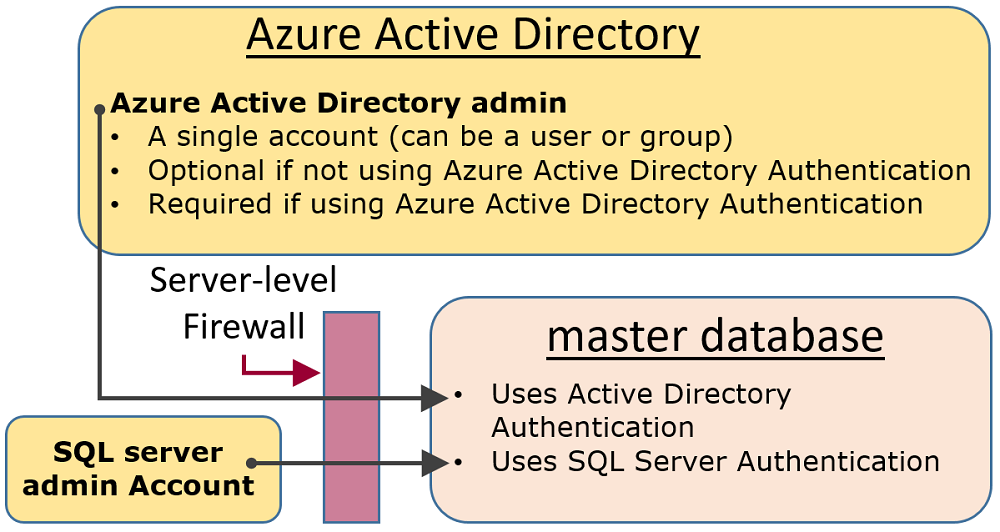 Azure Active Directory
Azure Active Directory admin
• A single account (can be a user or group)
• Optional if not using Azure Active Directory Authentication
• Required if using Azure Active Directory Authentication
Server-level
Firewall
master database
• Uses Active Directory
Authentication
• Uses SQL Server Authentication
SQL server
admin Account